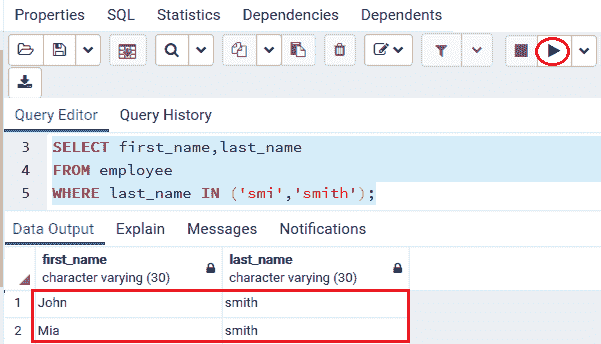 Properties SQL Statistics Dependencies Dependents
Query Editor Query History
3 SELECT first_name,last_name
4 FROM employee
5 WHERE last_name IN ('smi','smith');
Data Output Explain Messages Notifications
first_name last_name
character varying (30) character varying (30)
1 John smith
2 Mia smith